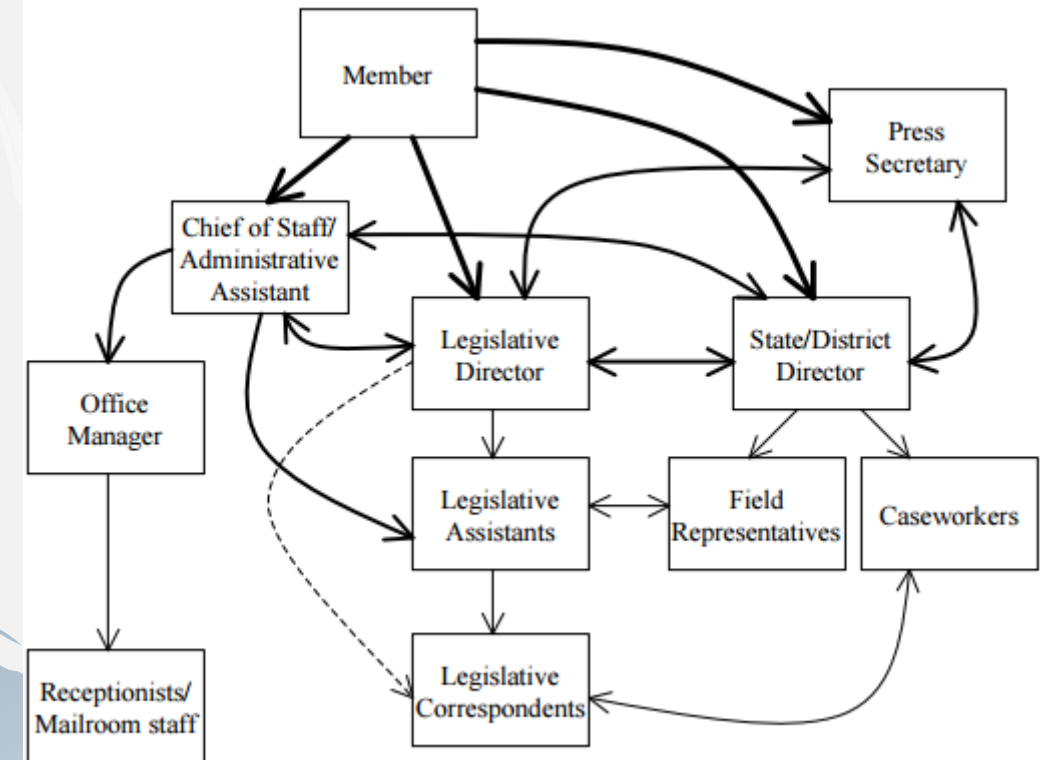 Member
Press
Secretary
Chief of Staff/
Administrative
Assistant
Legislative
Director
State/District
Director
Office
Manager
Legislative
Assistants
Field
Representatives
Caseworkers
Receptionists/
Mailroom staff
Legislative
Correspondents